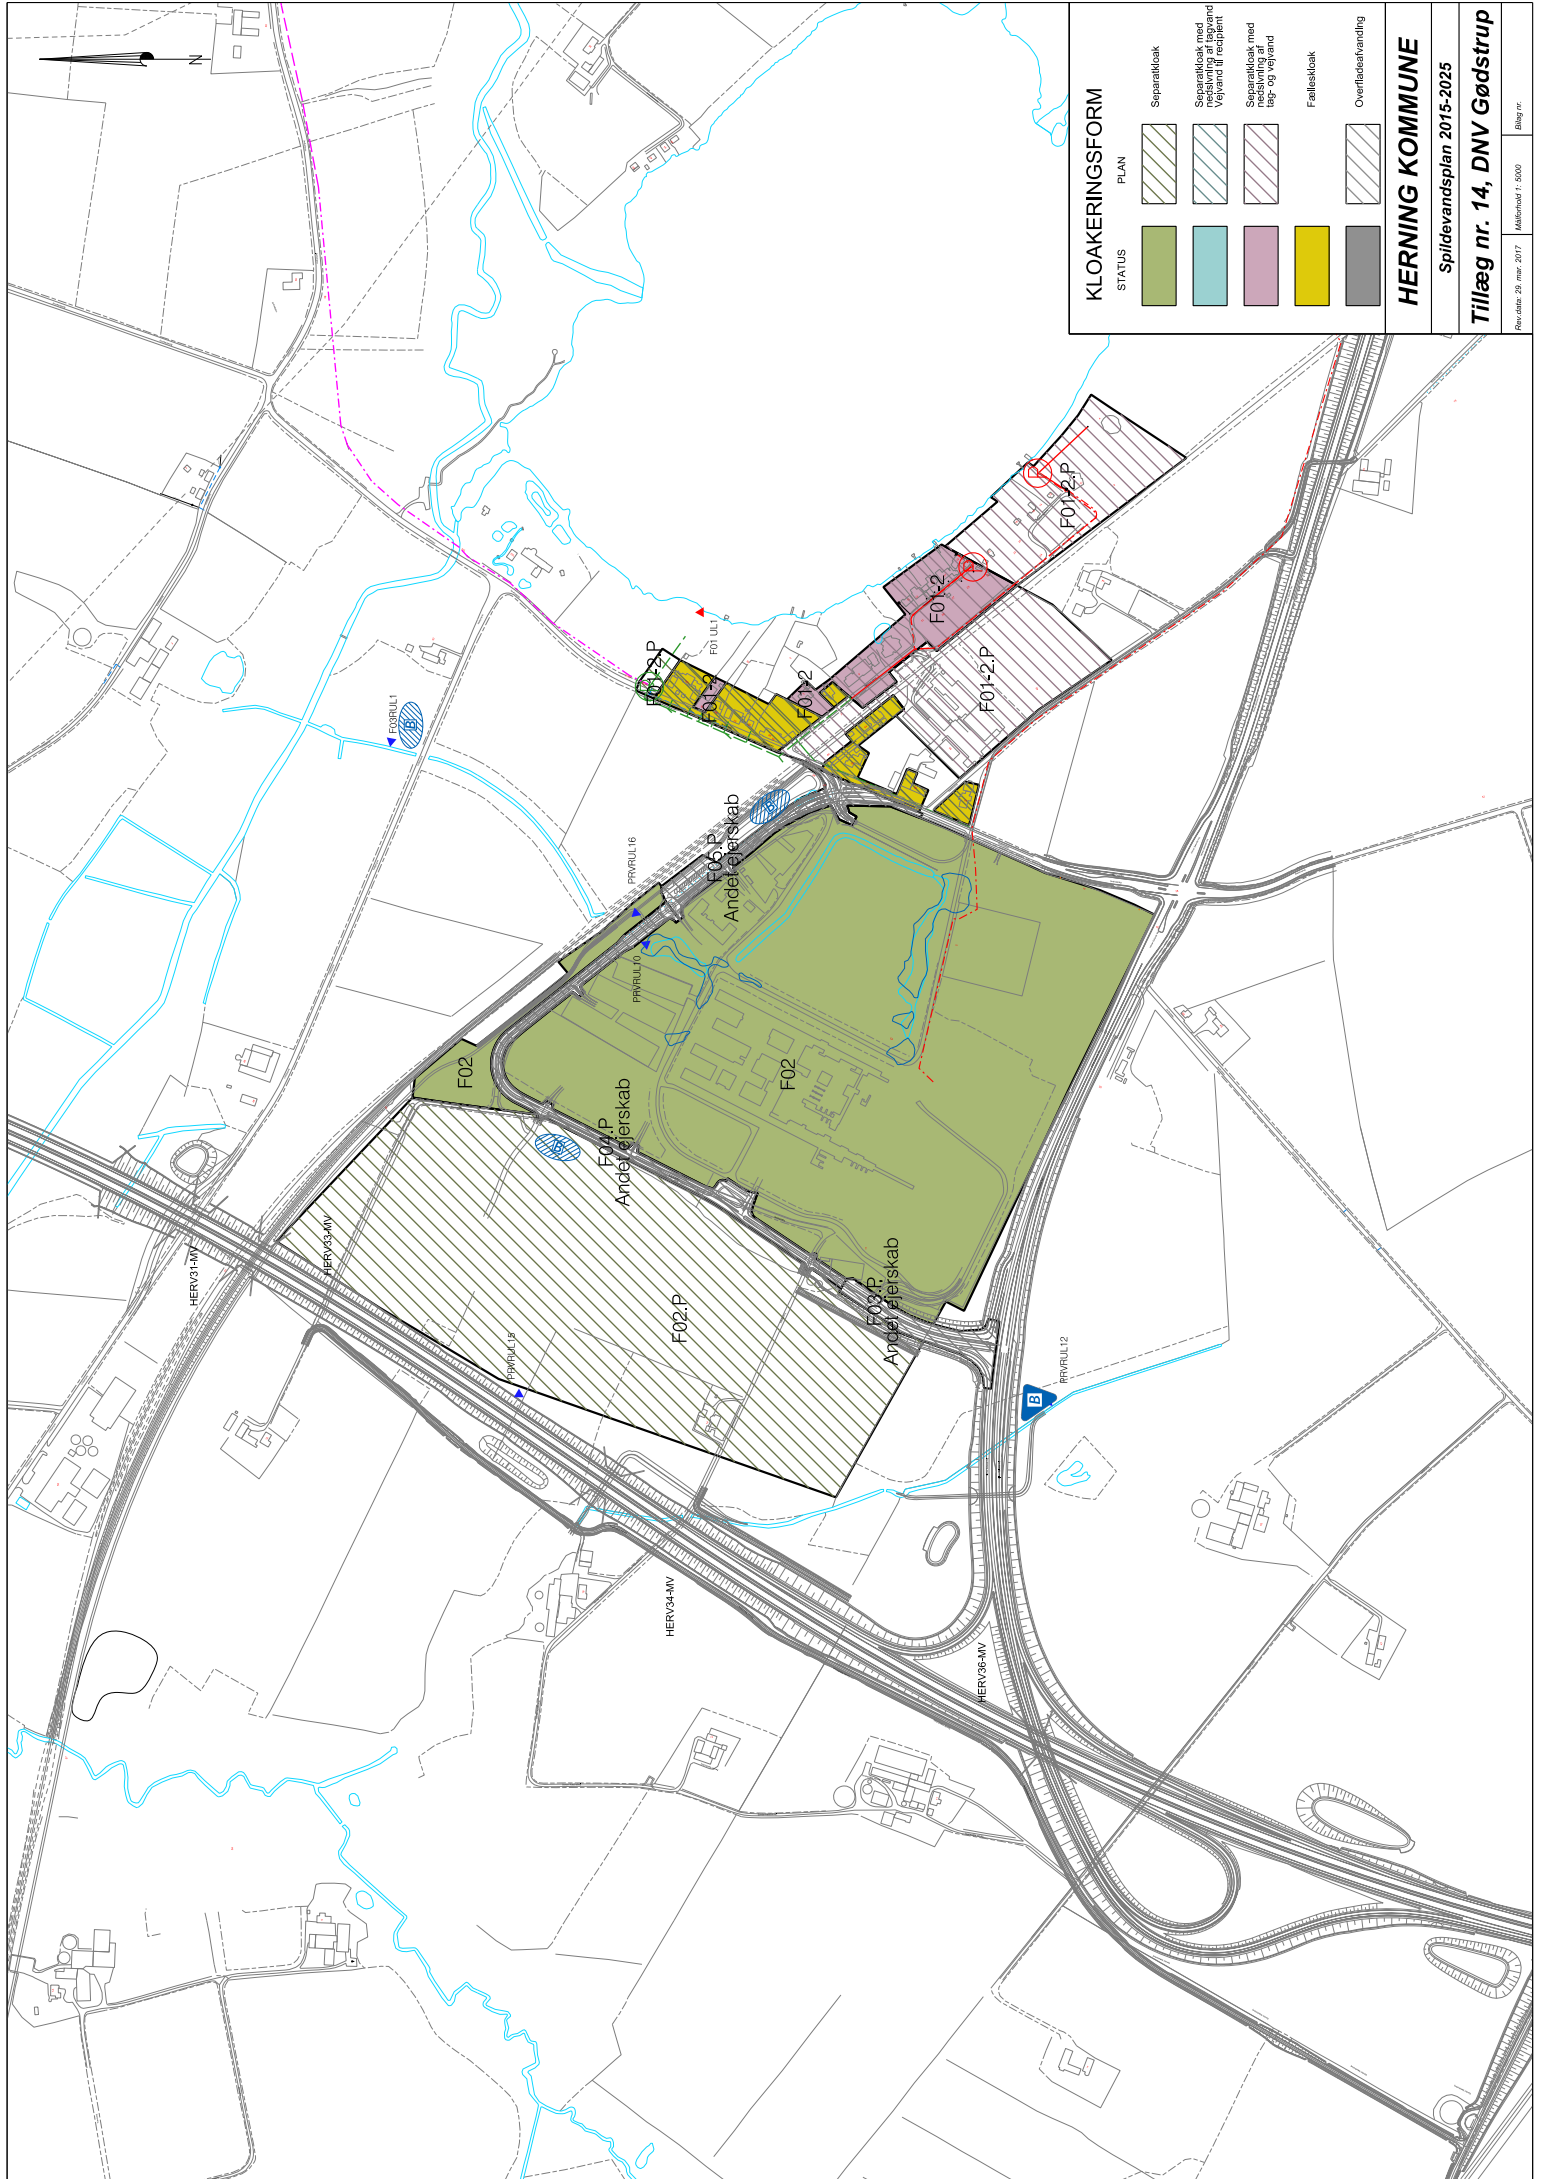 N
KLOAKERINGSFORM
STATUS
PLAN
Separatkloak
Separatkloak med
nedsivning af tagvand
Vejvand til recipient
Separatkloak med
nedsivning af
tag- og vejvand
Fælleskloak
Overfladeafvanding
HERNING KOMMUNE
Spildevandsplan 2015-2025
Tillæg nr. 14, DNV Gødstrup
Rev.dato: 29. mar. 2017
Målforhold 1: 5000
Bilag nr.
HERV31-MV
HERV33-MV
HERV34-MV
HERV36-MV
PRVRUL15
PRVRUL12
PRVRUL10
PRVRUL16
F03RUL1
F01 UL1
F02
F02
F02.P
F03.P
Andet ejerskab
F04.P
Andet ejerskab
F05.P
Andet ejerskab
F01-2.P
F01-2
F01-2
F01-2
F01-2.P
F01-2.P
B
B
B
B
P
P